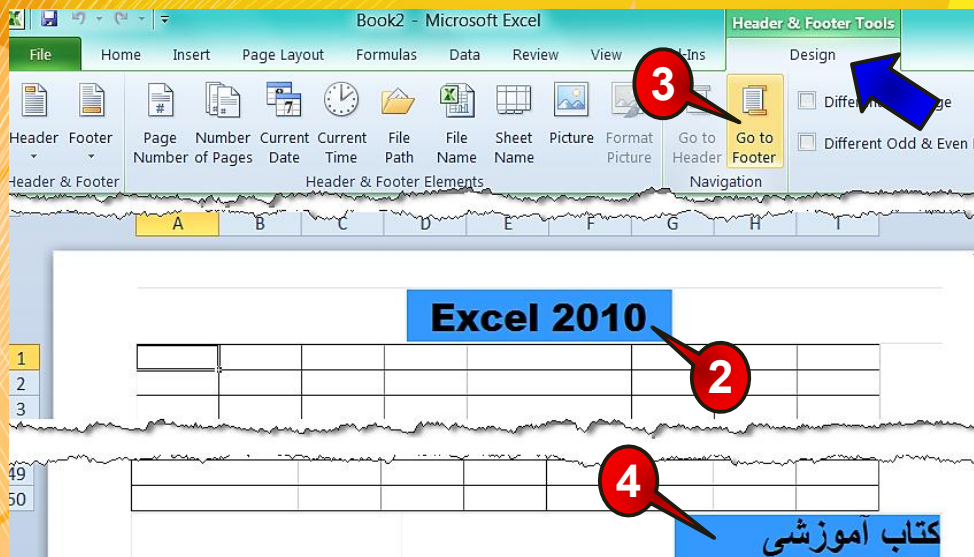 Book2 - Microsoft Excel
Header & Footer Tools
File Home Insert Page Layout Formulas Data Review View Design
Header Footer Page Number Number of Pages Current Date Current Time File Path File Name Sheet Name Picture Format Picture Go to Header Go to Footer
Different Odd & Even
Header & Footer Header & Footer Elements Navigation
3
A B C D E F G H I
Excel 2010
1
2
3
2
49
50
4
کتاب آموزشی